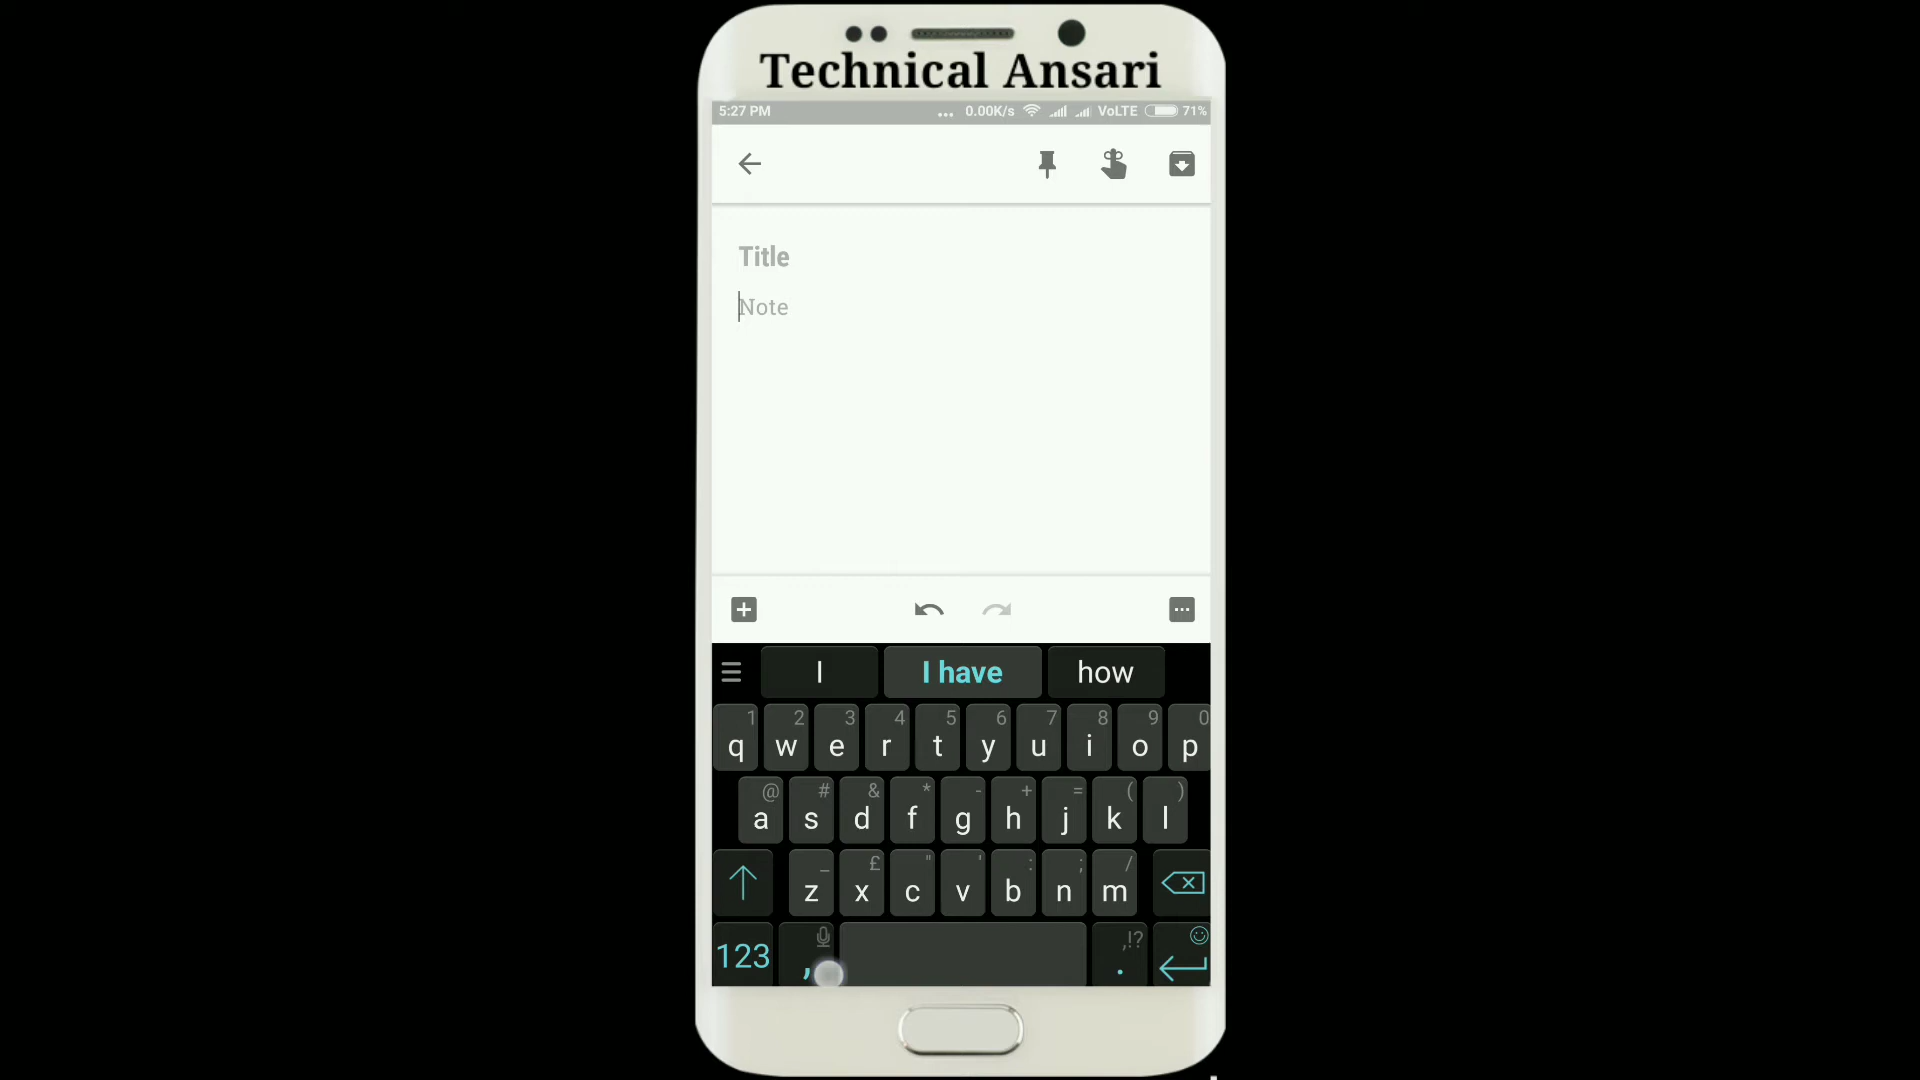 Technical Ansari
5:27 PM ... 0.00K/s VoLTE 71%
Title
Note
I I have how
1 2 3 4 5 6 7 8 9 0
q w e r t y u i o p
@ # & * - + = ( )
a s d f g h j k l
_ £ " ' : ; /
z x c v b n m
,!?
123 , .